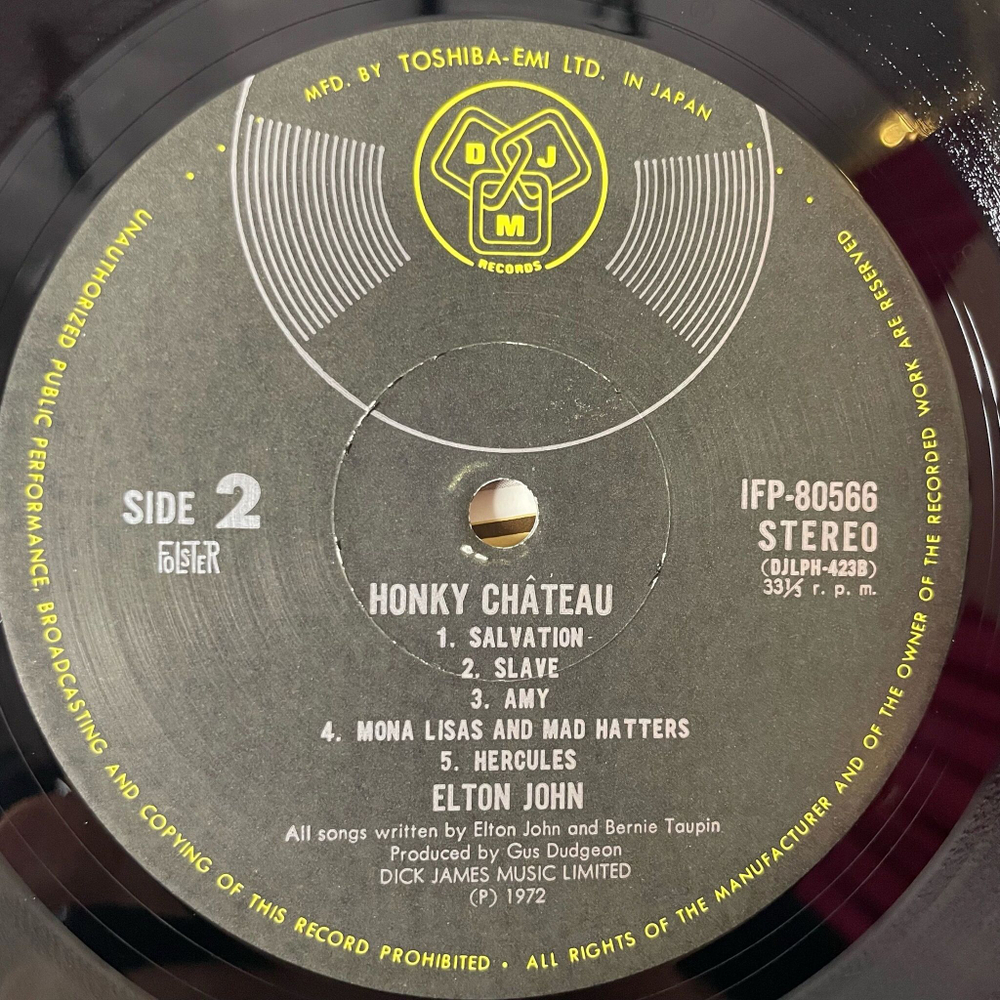 MFD. BY TOSHIBA-EMI LTD. IN JAPAN
D J
M
RECORDS
SIDE 2
FOLSTER
IFP-80566
STEREO
(DJLPH-423B)
33⅓ r. p. m.
HONKY CHÂTEAU
1. SALVATION
2. SLAVE
3. AMY
4. MONA LISAS AND MAD HATTERS
5. HERCULES
ELTON JOHN
All songs written by Elton John and Bernie Taupin
Produced by Gus Dudgeon
DICK JAMES MUSIC LIMITED
(P) 1972
UNAUTHORIZED PUBLIC PERFORMANCE, BROADCASTING AND COPYING OF THIS RECORD PROHIBITED • ALL RIGHTS OF THE MANUFACTURER AND OF THE OWNER OF THE RECORDED WORK ARE RESERVED